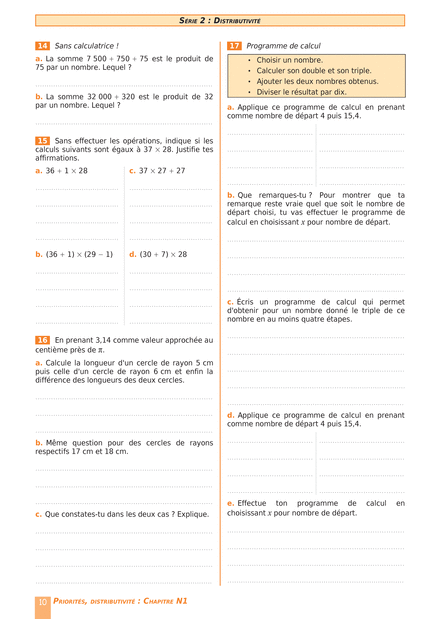 Série 2 : Distributivité
14 Sans calculatrice !
a. La somme 7 500 + 750 + 75 est le produit de
75 par un nombre. Lequel ?
b. La somme 32 000 + 320 est le produit de 32
par un nombre. Lequel ?
15 Sans effectuer les opérations, indique si les
calculs suivants sont égaux à 37 × 28. Justifie tes
affirmations.
a. 36 + 1 × 28
c. 37 × 27 + 27
b. (36 + 1) × (29 − 1)
d. (30 + 7) × 28
16 En prenant 3,14 comme valeur approchée au
centième près de π.
a. Calcule la longueur d'un cercle de rayon 5 cm
puis celle d'un cercle de rayon 6 cm et enfin la
différence des longueurs des deux cercles.
b. Même question pour des cercles de rayons
respectifs 17 cm et 18 cm.
c. Que constates-tu dans les deux cas ? Explique.
17 Programme de calcul
• Choisir un nombre.
• Calculer son double et son triple.
• Ajouter les deux nombres obtenus.
• Diviser le résultat par dix.
a. Applique ce programme de calcul en prenant
comme nombre de départ 4 puis 15,4.
b. Que remarques-tu ? Pour montrer que ta
remarque reste vraie quel que soit le nombre de
départ choisi, tu vas effectuer le programme de
calcul en choisissant x pour nombre de départ.
c. Écris un programme de calcul qui permet
d'obtenir pour un nombre donné le triple de ce
nombre en au moins quatre étapes.
d. Applique ce programme de calcul en prenant
comme nombre de départ 4 puis 15,4.
e. Effectue ton programme de calcul en
choisissant x pour nombre de départ.
10 Priorités, distributivité : Chapitre N1